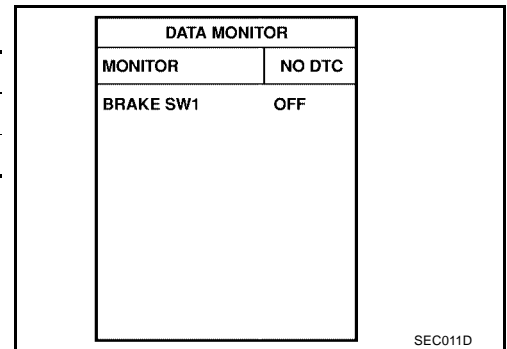 DATA MONITOR
MONITOR NO DTC
BRAKE SW1 OFF
SEC011D